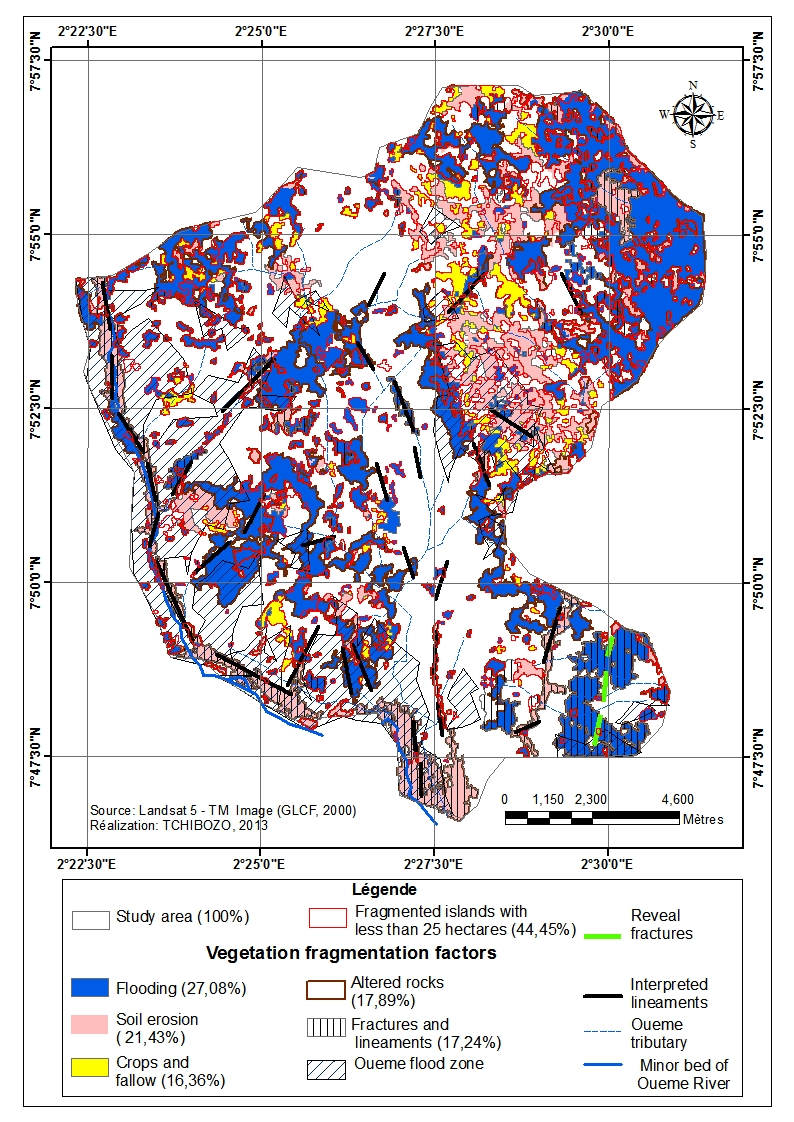 2°22'30"E 2°25'0"E 2°27'30"E 2°30'0"E
7°57'30"N 7°57'30"N
N
W E
S
7°55'0"N 7°55'0"N
7°52'30"N 7°52'30"N
7°50'0"N 7°50'0"N
7°47'30"N 7°47'30"N
Source: Landsat 5 - TM Image (GLCF, 2000)
Réalization: TCHIBOZO, 2013
0 1,150 2,300 4,600
Mètres
2°22'30"E 2°25'0"E 2°27'30"E 2°30'0"E
Légende
Study area (100%)
Fragmented islands with
less than 25 hectares (44,45%)
Reveal
fractures
Vegetation fragmentation factors
Flooding (27,08%)
Soil erosion
( 21,43%)
Crops and
fallow (16,36%)
Altered rocks
(17,89%)
Fractures and
lineaments (17,24%)
Oueme flood zone
Interpreted
lineaments
Oueme
tributary
Minor bed of
Oueme River